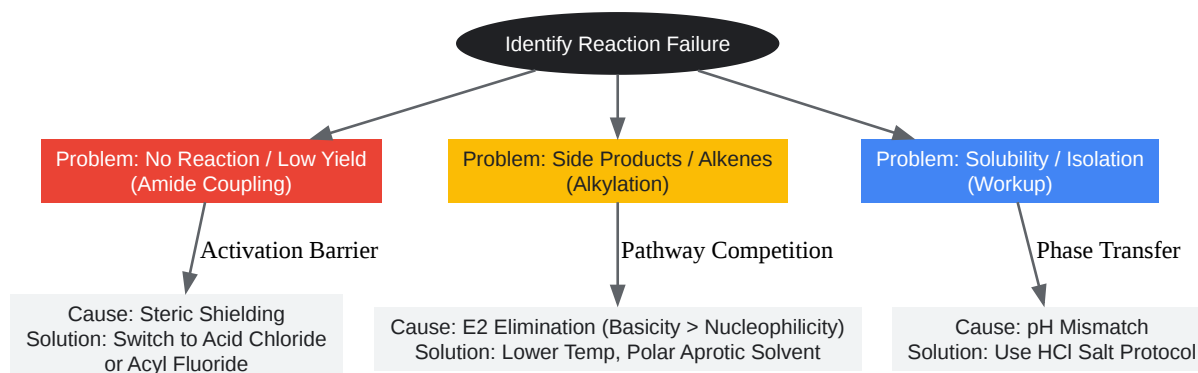 Identify Reaction Failure
Problem: No Reaction / Low Yield
(Amide Coupling)
Problem: Side Products / Alkenes
(Alkylation)
Problem: Solubility / Isolation
(Workup)
Activation Barrier
Pathway Competition
Phase Transfer
Cause: Steric Shielding
Solution: Switch to Acid Chloride
or Acyl Fluoride
Cause: E2 Elimination (Basicity > Nucleophilicity)
Solution: Lower Temp, Polar Aprotic Solvent
Cause: pH Mismatch
Solution: Use HCl Salt Protocol